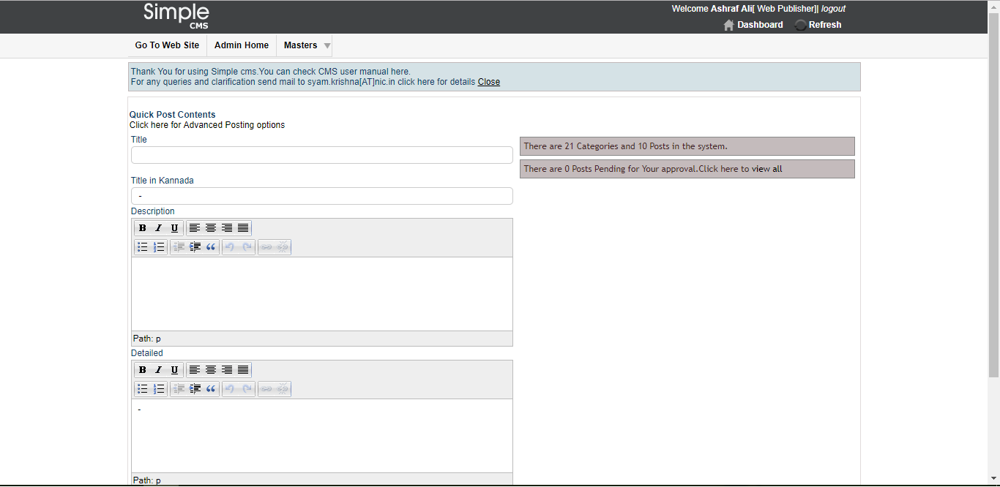 Simple
CMS
Welcome Ashraf Ali[ Web Publisher]| logout
Dashboard Refresh
Go To Web Site Admin Home Masters
Thank You for using Simple cms.You can check CMS user manual here.
For any queries and clarification send mail to syam.krishna[AT]nic.in click here for details Close
Quick Post Contents
Click here for Advanced Posting options
Title
There are 21 Categories and 10 Posts in the system.
There are 0 Posts Pending for Your approval.Click here to view all
Title in Kannada
-
Description
B I U
Path: p
Detailed
B I U
-
Path: p